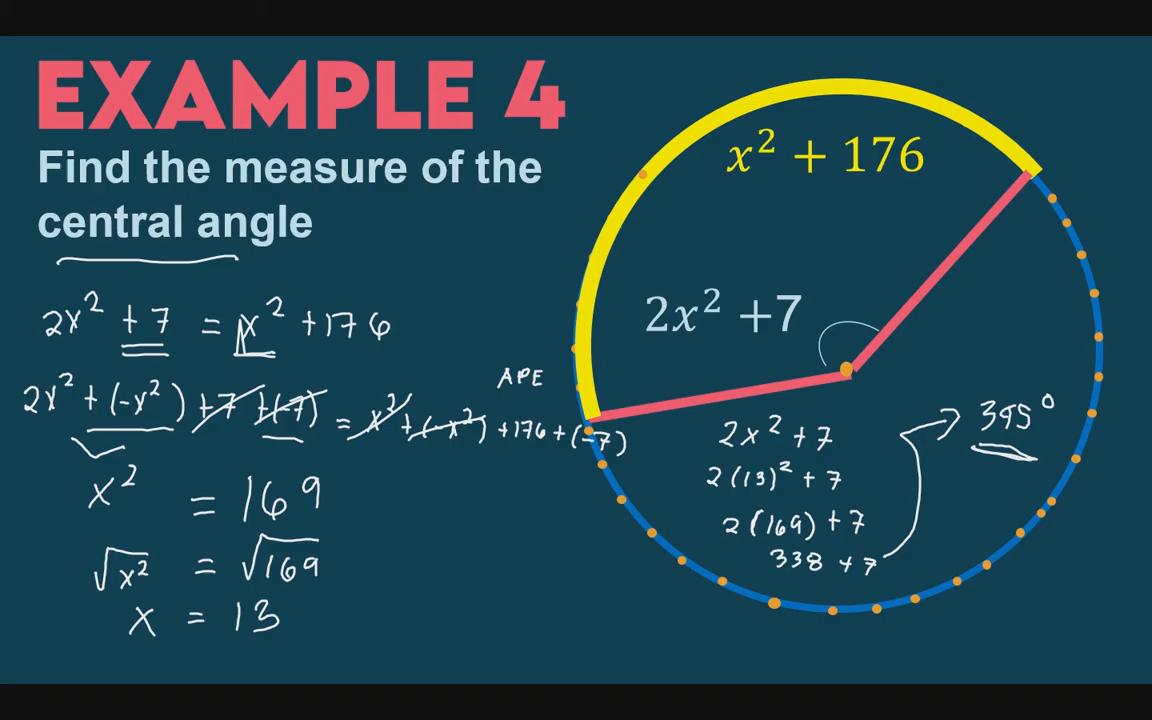 EXAMPLE 4
Find the measure of the
central angle
x² + 176
2x² +7
2x² + 7 = x² + 176
2x² + (-x²) + 7 + (-7) = x² + (-x²) + 176 + (-7)
APE
x² = 169
√x² = √169
x = 13
2x² + 7
2(13)² + 7
2(169) + 7
338 + 7
345°